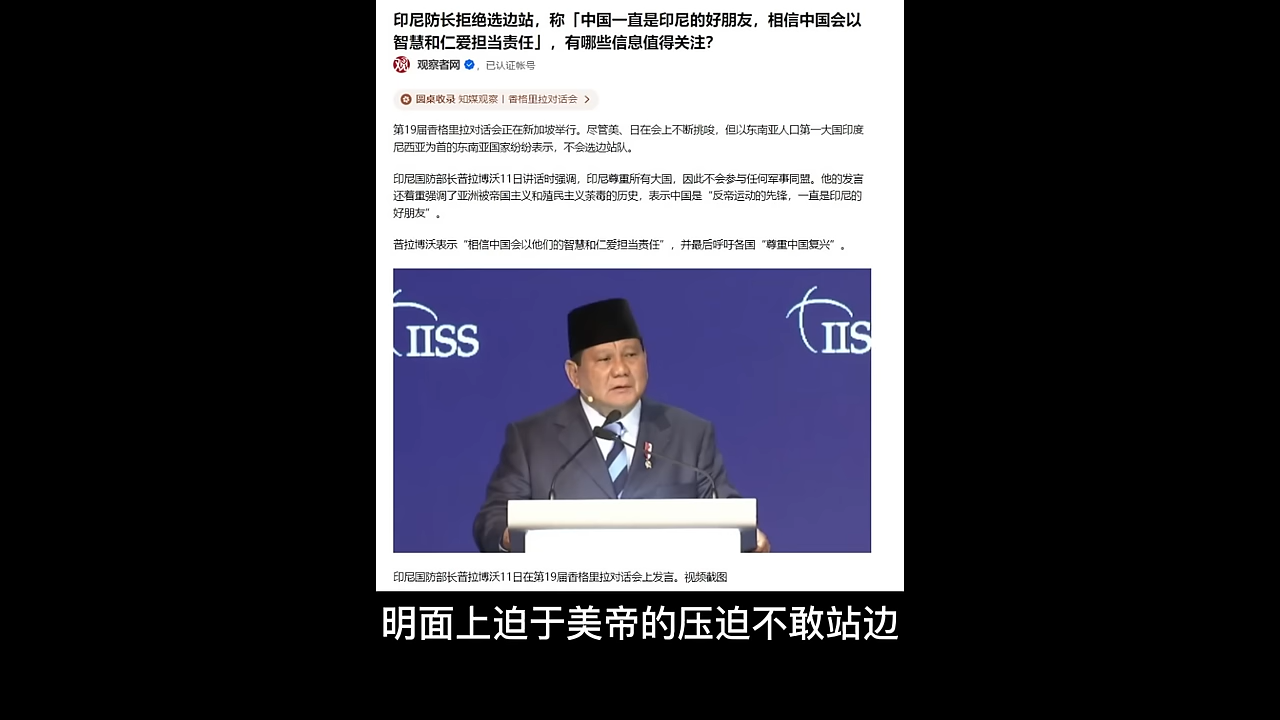 印尼防长拒绝选边站，称「中国一直是印尼的好朋友，相信中国会以
智慧和仁爱担当责任」，有哪些信息值得关注？
观察者网 ，已认证帐号
圆桌收录 知媒观察 | 香格里拉对话会
第19届香格里拉对话会正在新加坡举行。尽管美、日在会上不断挑唆，但以东南亚人口第一大国印度
尼西亚为首的东南亚国家纷纷表示，不会选边站队。
印尼国防部长普拉博沃11日讲话时强调，印尼尊重所有大国，因此不会参与任何军事同盟。他的发言
还着重强调了亚洲被帝国主义和殖民主义荼毒的历史，表示中国是“反帝运动的先锋，一直是印尼的
好朋友”。
普拉博沃表示“相信中国会以他们的智慧和仁爱担当责任”，并最后呼吁各国“尊重中国复兴”。
IISS
IIS
印尼国防部长普拉博沃11日在第19届香格里拉对话会上发言。视频截图
明面上迫于美帝的压迫不敢站边